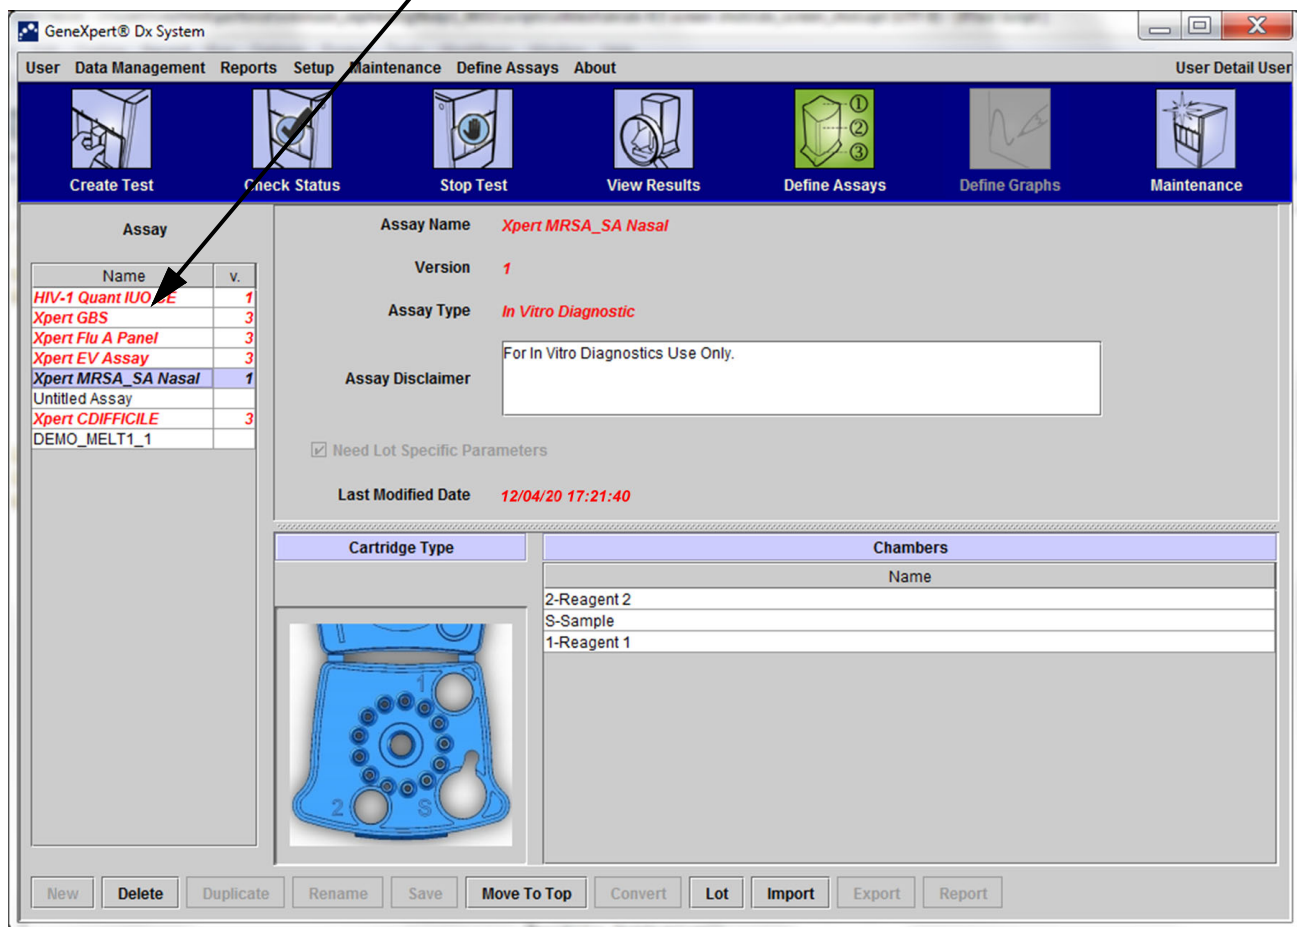 GeneXpert® Dx System
User Data Management Reports Setup Maintenance Define Assays About User Detail User
Create Test Check Status Stop Test View Results Define Assays Define Graphs Maintenance
Assay
Name v.
HIV-1 Quant IUO CE 1
Xpert GBS 3
Xpert Flu A Panel 3
Xpert EV Assay 3
Xpert MRSA_SA Nasal 1
Untitled Assay
Xpert CDIFFICILE 3
DEMO_MELT1_1
Assay Name Xpert MRSA_SA Nasal
Version 1
Assay Type In Vitro Diagnostic
Assay Disclaimer For In Vitro Diagnostics Use Only.
Need Lot Specific Parameters
Last Modified Date 12/04/20 17:21:40
Cartridge Type
1
2 S
Chambers
Name
2-Reagent 2
S-Sample
1-Reagent 1
New Delete Duplicate Rename Save Move To Top Convert Lot Import Export Report